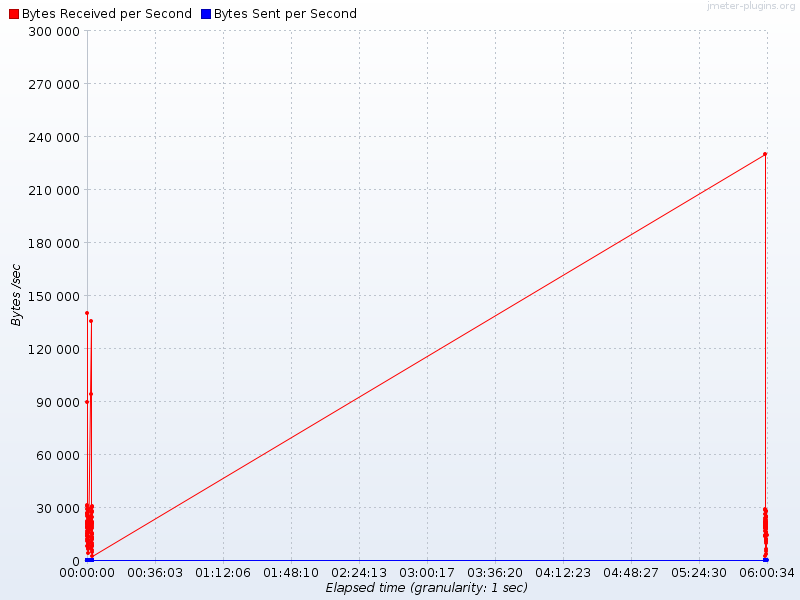 jmeter-plugins.org
Bytes Received per Second Bytes Sent per Second
300 000
270 000
240 000
210 000
180 000
150 000
120 000
90 000
60 000
30 000
0
Bytes /sec
00:00:00 00:36:03 01:12:06 01:48:10 02:24:13 03:00:17 03:36:20 04:12:23 04:48:27 05:24:30 06:00:34
Elapsed time (granularity: 1 sec)